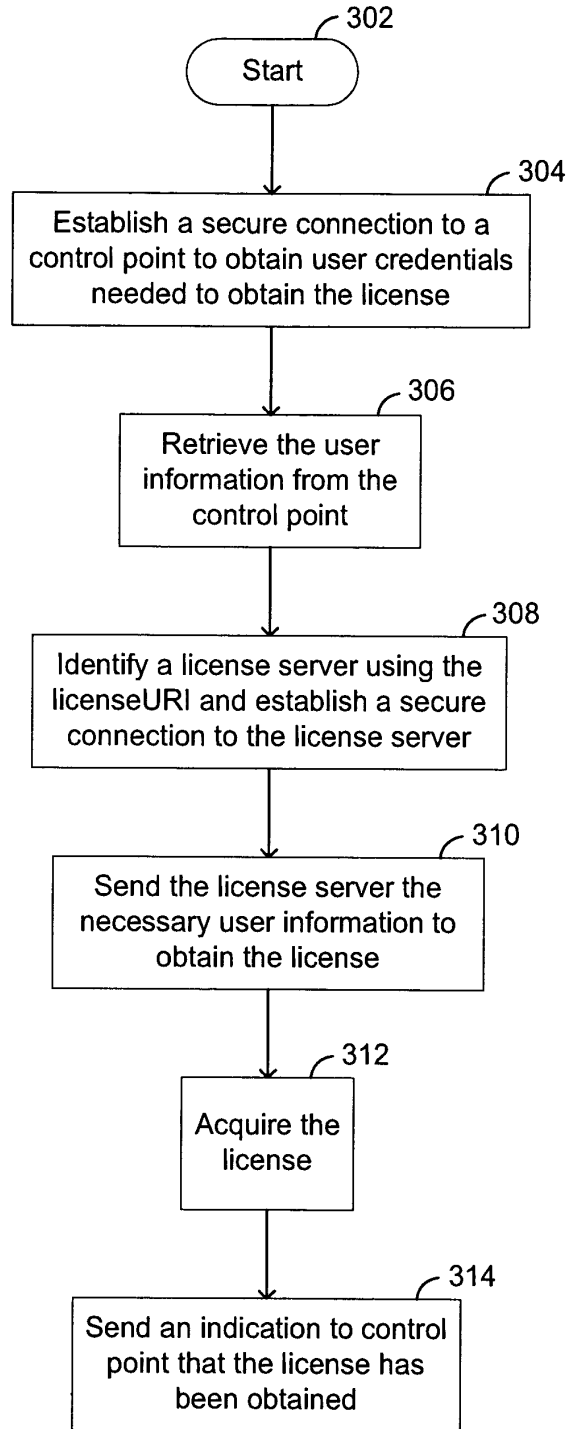 302
Start
304
Establish a secure connection to a
control point to obtain user credentials
needed to obtain the license
306
Retrieve the user
information from the
control point
308
Identify a license server using the
licenseURI and establish a secure
connection to the license server
310
Send the license server the
necessary user information to
obtain the license
312
Acquire the
license
314
Send an indication to control
point that the license has
been obtained